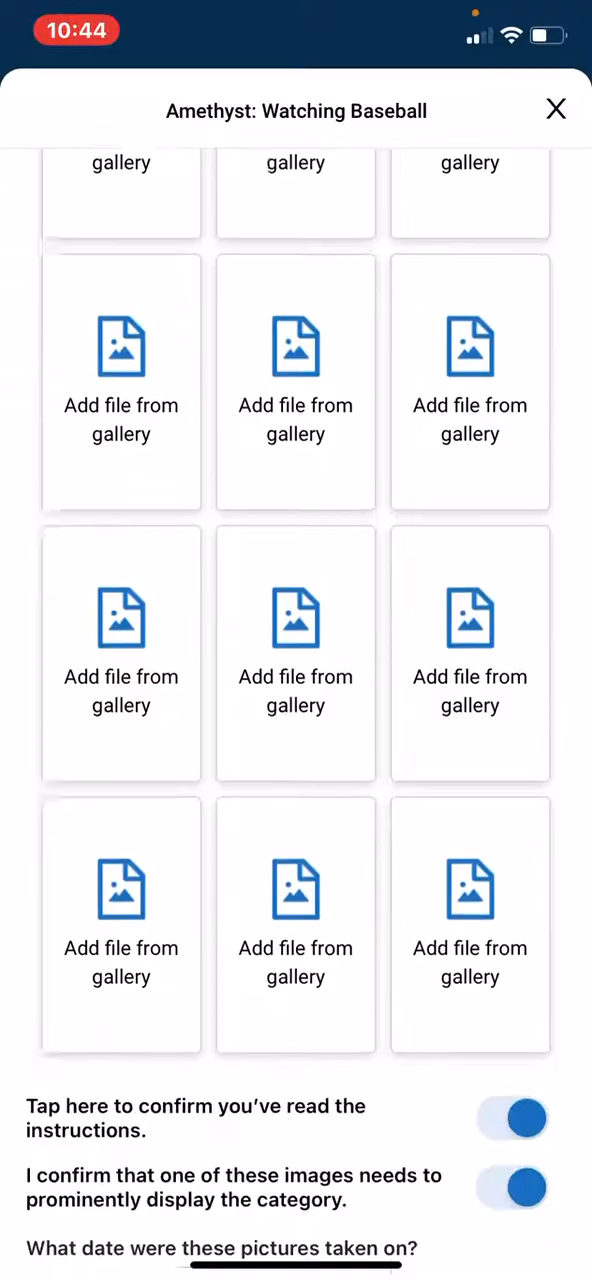 10:44
Amethyst: Watching Baseball
X
gallery gallery gallery
Add file from Add file from Add file from
gallery gallery gallery
Add file from Add file from Add file from
gallery gallery gallery
Add file from Add file from Add file from
gallery gallery gallery
Tap here to confirm you've read the
instructions.
I confirm that one of these images needs to
prominently display the category.
What date were these pictures taken on?